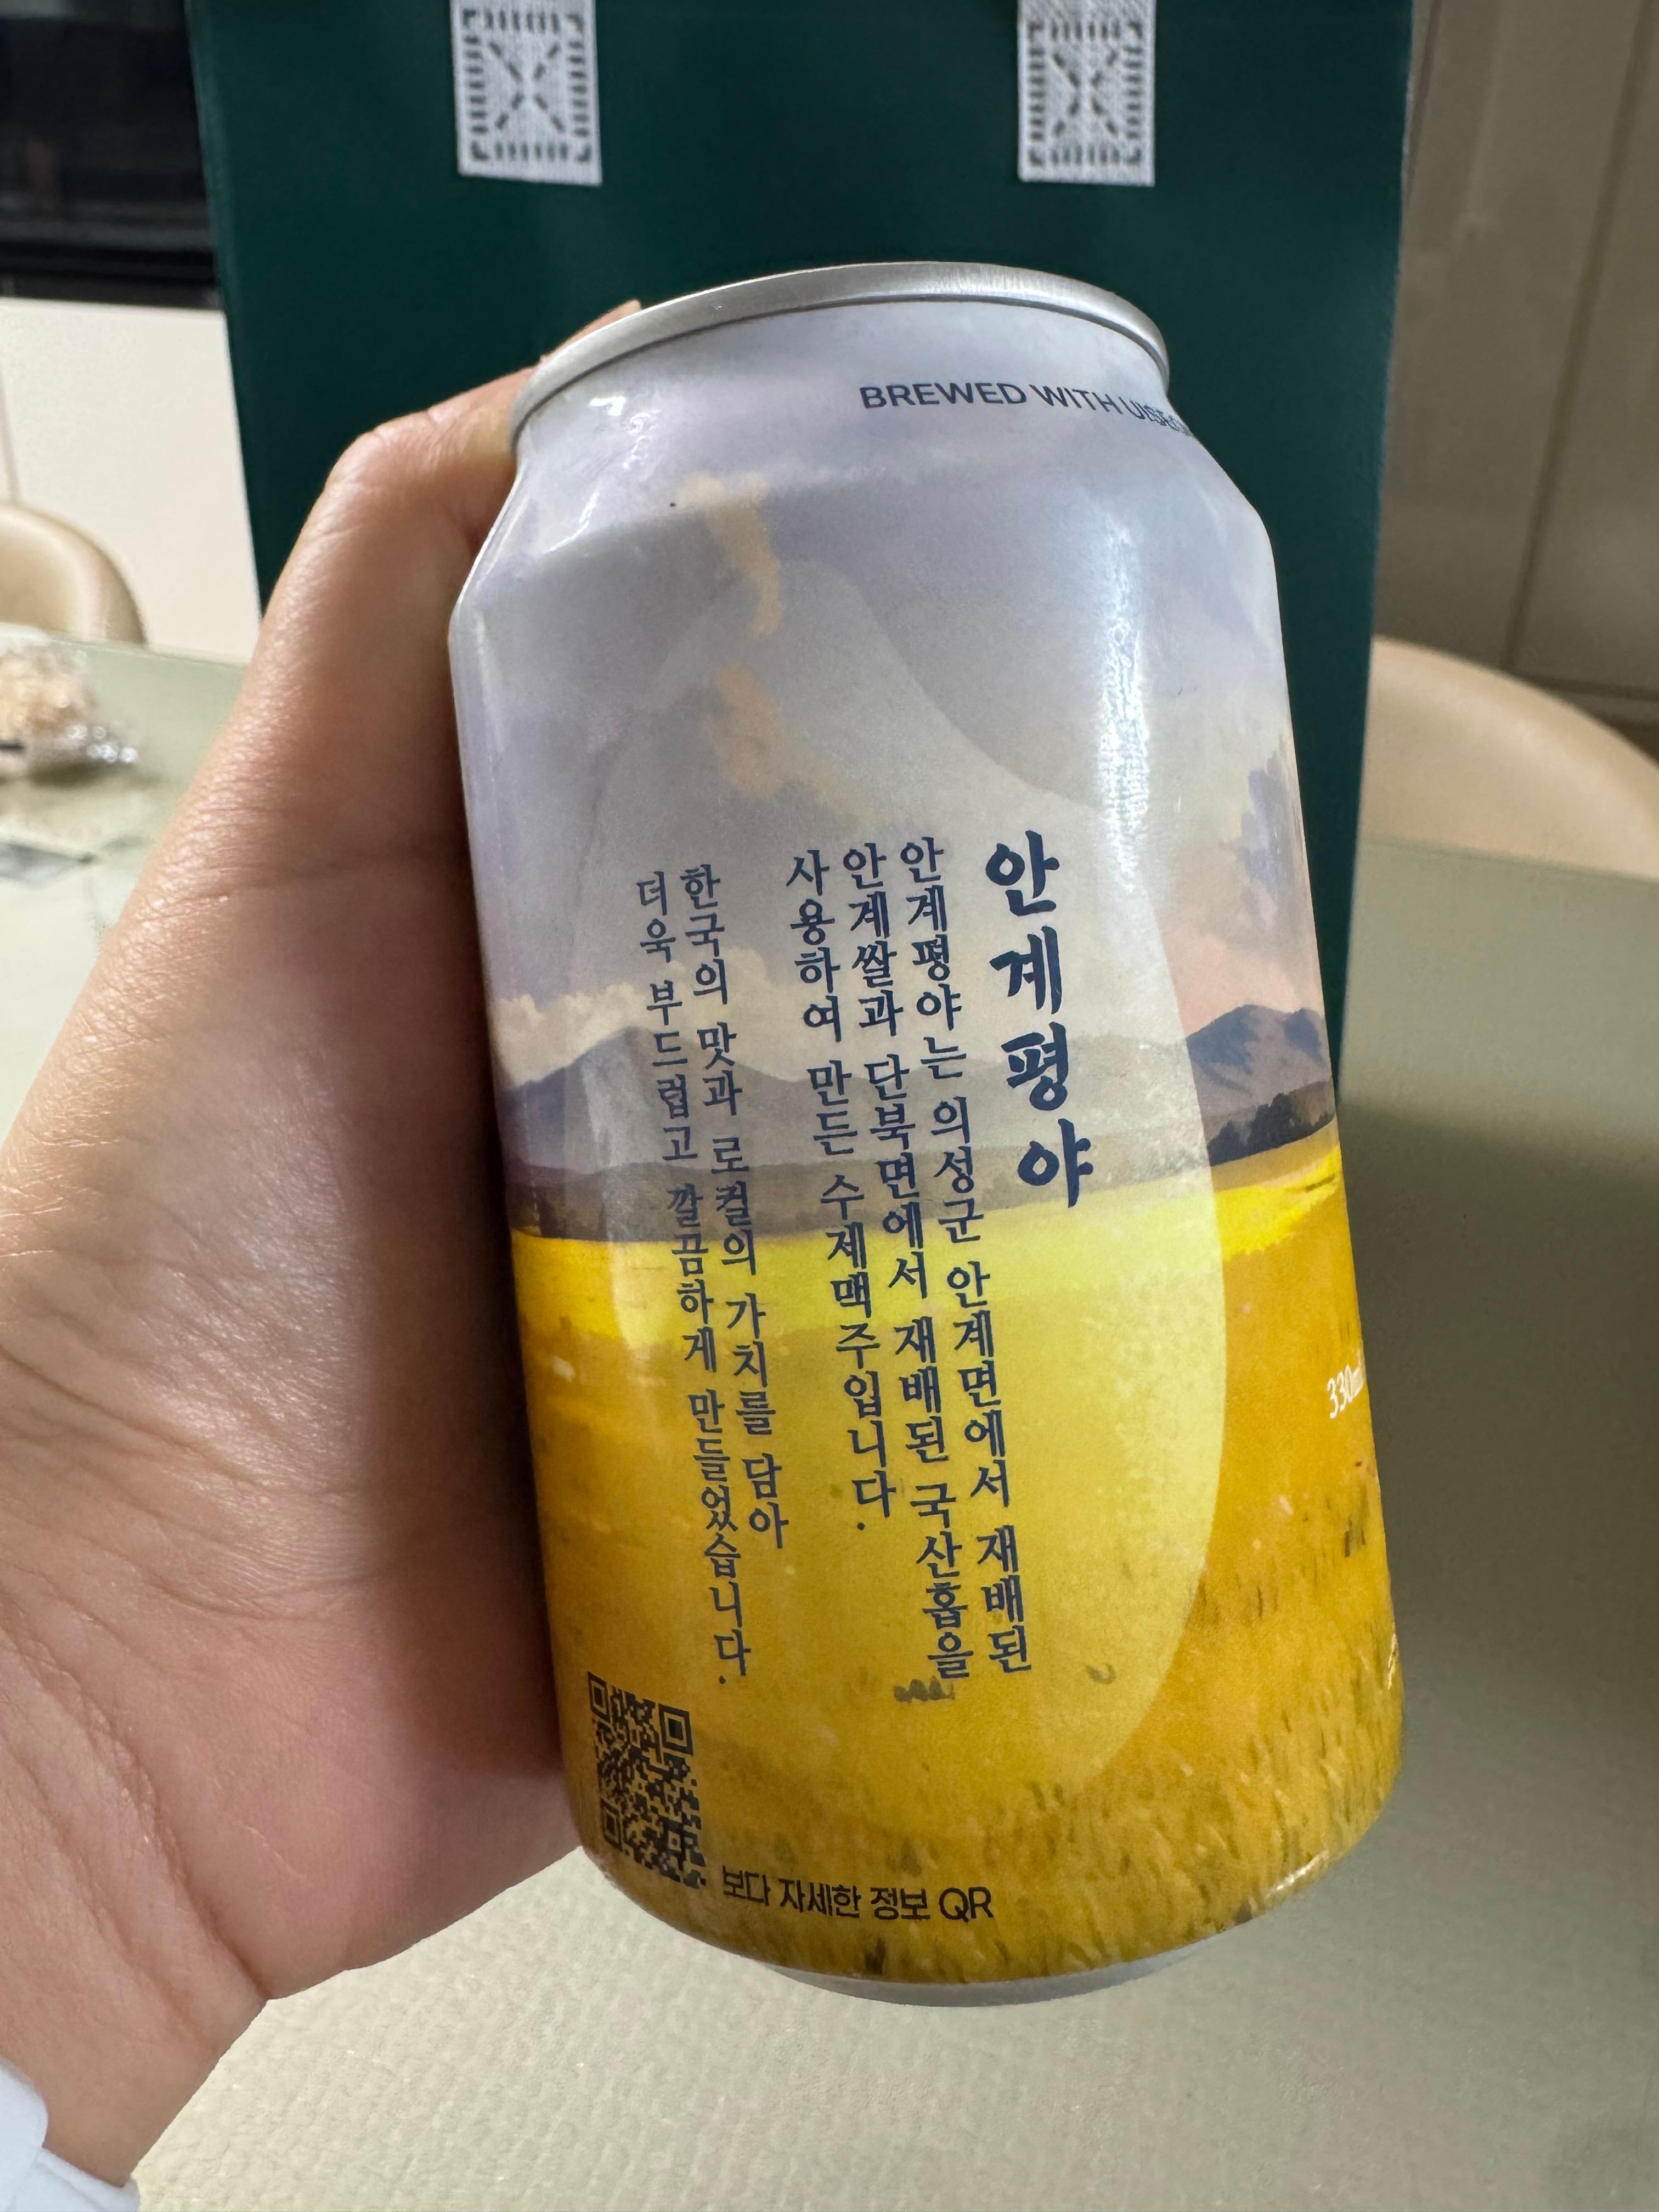 BREWED WITH UISEO
안계평야
안계평야는 의성군 안계면에서 재배된
안계쌀과 단북면에서 재배된 국산홉을
사용하여 만든 수제맥주입니다.
한국의 맛과 로컬의 가치를 담아
더욱 부드럽고 깔끔하게 만들었습니다.
330m
보다 자세한 정보 QR